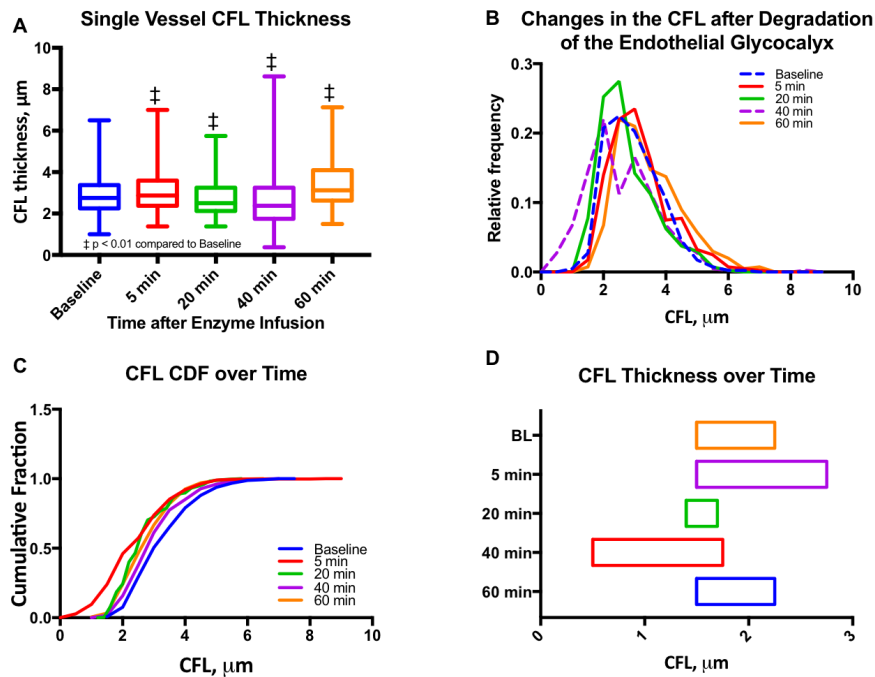 A
Single Vessel CFL Thickness
CFL thickness, µm
10
8
6
4
2
0
‡
‡
‡
‡
‡ p < 0.01 compared to Baseline
Baseline
5 min
20 min
40 min
60 min
Time after Enzyme Infusion
B
Changes in the CFL after Degradation
of the Endothelial Glycocalyx
Relative frequency
0.3
0.2
0.1
0.0
Baseline
5 min
20 min
40 min
60 min
0
2
4
6
8
10
CFL, µm
C
CFL CDF over Time
Cumulative Fraction
1.5
1.0
0.5
0.0
Baseline
5 min
20 min
40 min
60 min
0
2
4
6
8
10
CFL, µm
D
CFL Thickness over Time
BL
5 min
20 min
40 min
60 min
0
1
2
3
CFL, µm